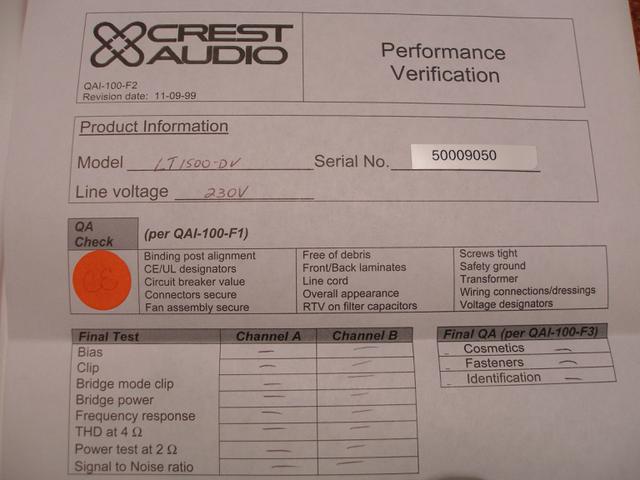 CREST AUDIO
Performance
Verification
QAI-100-F2
Revision date: 11-09-99
Product Information
Model LT1500-DV Serial No. 50009050
Line voltage 230V
QA Check (per QAI-100-F1)
CE
Binding post alignment
CE/UL designators
Circuit breaker value
Connectors secure
Fan assembly secure
Free of debris
Front/Back laminates
Line cord
Overall appearance
RTV on filter capacitors
Screws tight
Safety ground
Transformer
Wiring connections/dressings
Voltage designators
Final Test Channel A Channel B
Bias
Clip
Bridge mode clip
Bridge power
Frequency response
THD at 4 Ω
Power test at 2 Ω
Signal to Noise ratio
Final QA (per QAI-100-F3)
Cosmetics
Fasteners
Identification